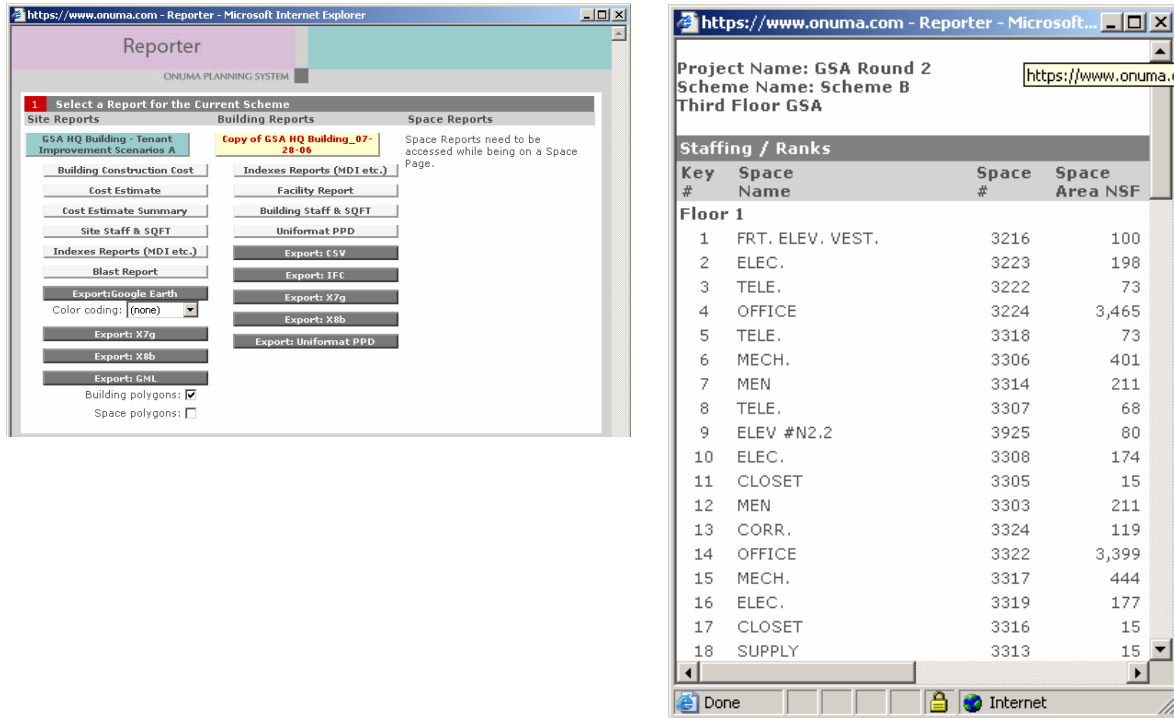 https://www.onuma.com - Reporter - Microsoft Internet Explorer
Reporter
ONUMA PLANNING SYSTEM
1 Select a Report for the Current Scheme
Site Reports Building Reports Space Reports
GSA HQ Building - Tenant
Improvement Scenarios A
Building Construction Cost
Cost Estimate
Cost Estimate Summary
Site Staff & SQFT
Indexes Reports (MDI etc.)
Blast Report
Export:Google Earth
Color coding: (none)
Export: X7g
Export: X8b
Export: GML
Building polygons:
Space polygons:
Copy of GSA HQ Building_07-
28-06
Indexes Reports (MDI etc.)
Facility Report
Building Staff & SQFT
Uniformat PPD
Export: CSV
Export: IFC
Export: X7g
Export: X8b
Export: Uniformat PPD
Space Reports need to be
accessed while being on a Space
Page.
https://www.onuma.com - Reporter - Microsoft...
Project Name: GSA Round 2
https://www.onuma.
Scheme Name: Scheme B
Third Floor GSA
Staffing / Ranks
Key Space Space Space
# Name # Area NSF
Floor 1
1 FRT. ELEV. VEST. 3216 100
2 ELEC. 3223 198
3 TELE. 3222 73
4 OFFICE 3224 3,465
5 TELE. 3318 73
6 MECH. 3306 401
7 MEN 3314 211
8 TELE. 3307 68
9 ELEV #N2.2 3925 80
10 ELEC. 3308 174
11 CLOSET 3305 15
12 MEN 3303 211
13 CORR. 3324 119
14 OFFICE 3322 3,399
15 MECH. 3317 444
16 ELEC. 3319 177
17 CLOSET 3316 15
18 SUPPLY 3313 15
Done Internet